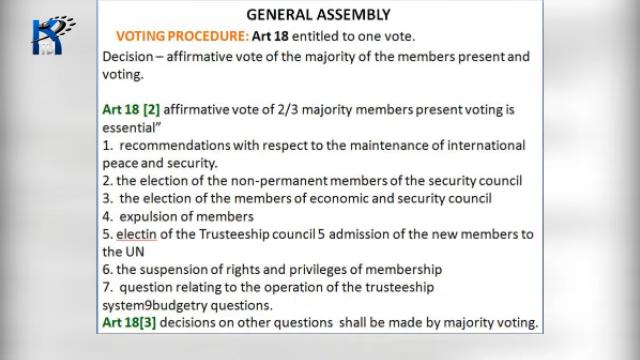 GENERAL ASSEMBLY
VOTING PROCEDURE: Art 18 entitled to one vote.
Decision – affirmative vote of the majority of the members present and
voting.
Art 18 [2] affirmative vote of 2/3 majority members present voting is
essential”
1. recommendations with respect to the maintenance of international
peace and security.
2. the election of the non-permanent members of the security council
3. the election of the members of economic and security council
4. expulsion of members
5. electin of the Trusteeship council 5 admission of the new members to
the UN
6. the suspension of rights and privileges of membership
7. question relating to the operation of the trusteeship
system9budgetry questions.
Art 18[3] decisions on other questions shall be made by majority voting.